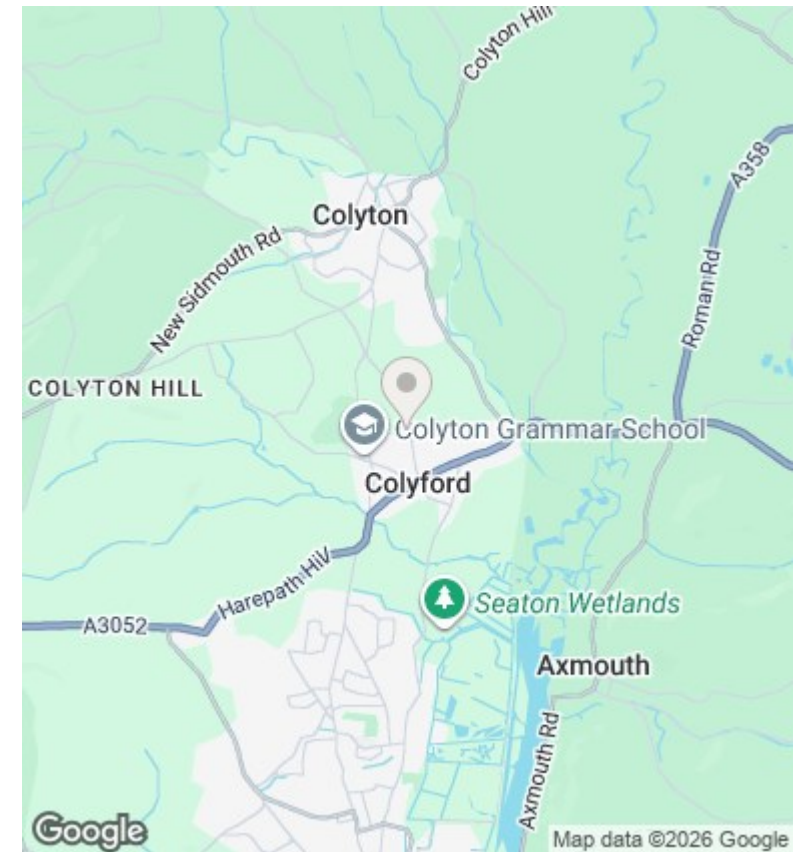 Colyton Hill
A358
Colyton
New Sidmouth Rd
Roman Rd
COLYTON HILL
Colyton Grammar School
Colyford
Harepath Hil
Seaton Wetlands
A3052
Axmouth
Axmouth Rd
Google
Map data ©2026 Google